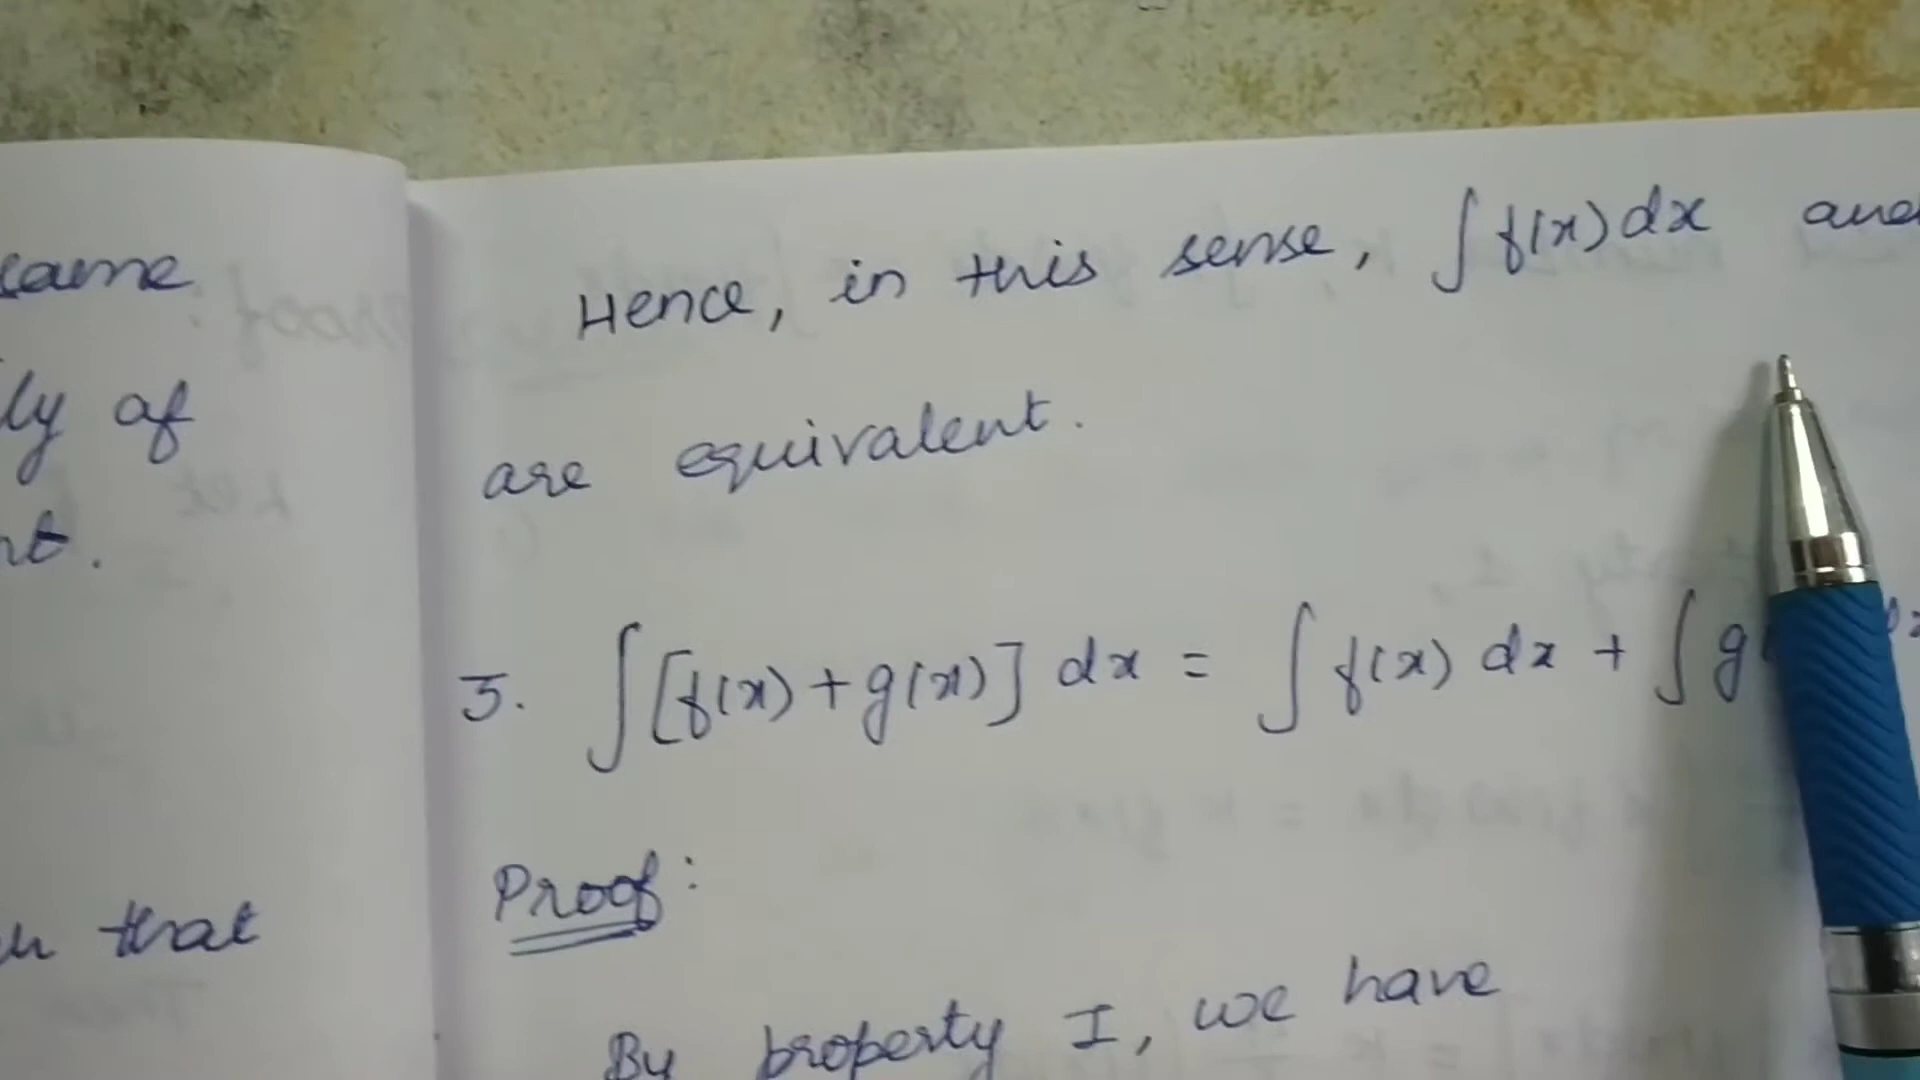 same
ly of
nt.
that
Hence, in this sense, ∫ f(x) dx and
are equivalent.
3. ∫ [f(x) + g(x)] dx = ∫ f(x) dx + ∫ g
Proof:
By property I, we have